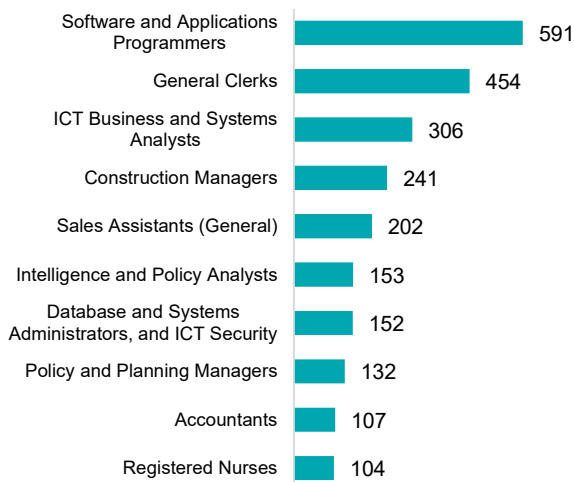 Software and Applications
Programmers
591
General Clerks
454
ICT Business and Systems
Analysts
306
Construction Managers
241
Sales Assistants (General)
202
Intelligence and Policy Analysts
153
Database and Systems
Administrators, and ICT Security
152
Policy and Planning Managers
132
Accountants
107
Registered Nurses
104